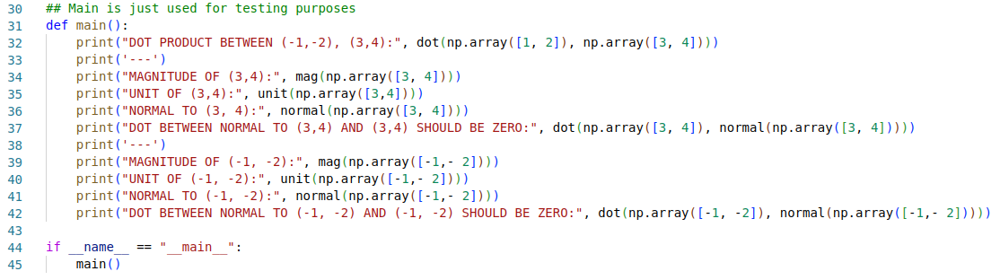 30 ## Main is just used for testing purposes
31 def main():
32     print("DOT PRODUCT BETWEEN (-1,-2), (3,4):", dot(np.array([1, 2]), np.array([3, 4])))
33     print('---')
34     print("MAGNITUDE OF (3,4):", mag(np.array([3, 4])))
35     print("UNIT OF (3,4):", unit(np.array([3,4])))
36     print("NORMAL TO (3, 4):", normal(np.array([3, 4])))
37     print("DOT BETWEEN NORMAL TO (3,4) AND (3,4) SHOULD BE ZERO:", dot(np.array([3, 4]), normal(np.array([3, 4]))))
38     print('---')
39     print("MAGNITUDE OF (-1, -2):", mag(np.array([-1,- 2])))
40     print("UNIT OF (-1, -2):", unit(np.array([-1,- 2])))
41     print("NORMAL TO (-1, -2):", normal(np.array([-1,- 2])))
42     print("DOT BETWEEN NORMAL TO (-1, -2) AND (-1, -2) SHOULD BE ZERO:", dot(np.array([-1, -2]), normal(np.array([-1,- 2]))))
43
44 if __name__ == "__main__":
45     main()